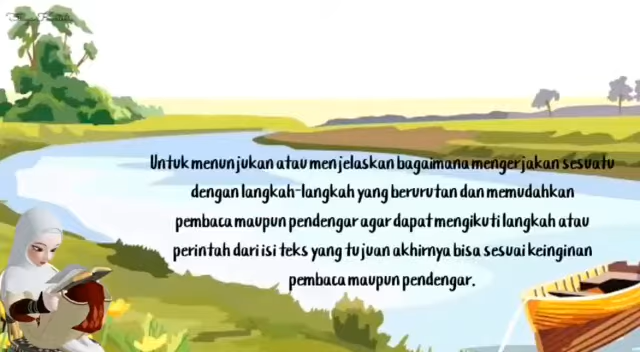 Untuk menunjukan atau menjelaskan bagaimana mengerjakan sesuatu
dengan langkah-langkah yang berurutan dan memudahkan
pembaca maupun pendengar agar dapat mengikuti langkah atau
perintah dari isi teks yang tujuan akhirnya bisa sesuai keinginan
pembaca maupun pendengar.